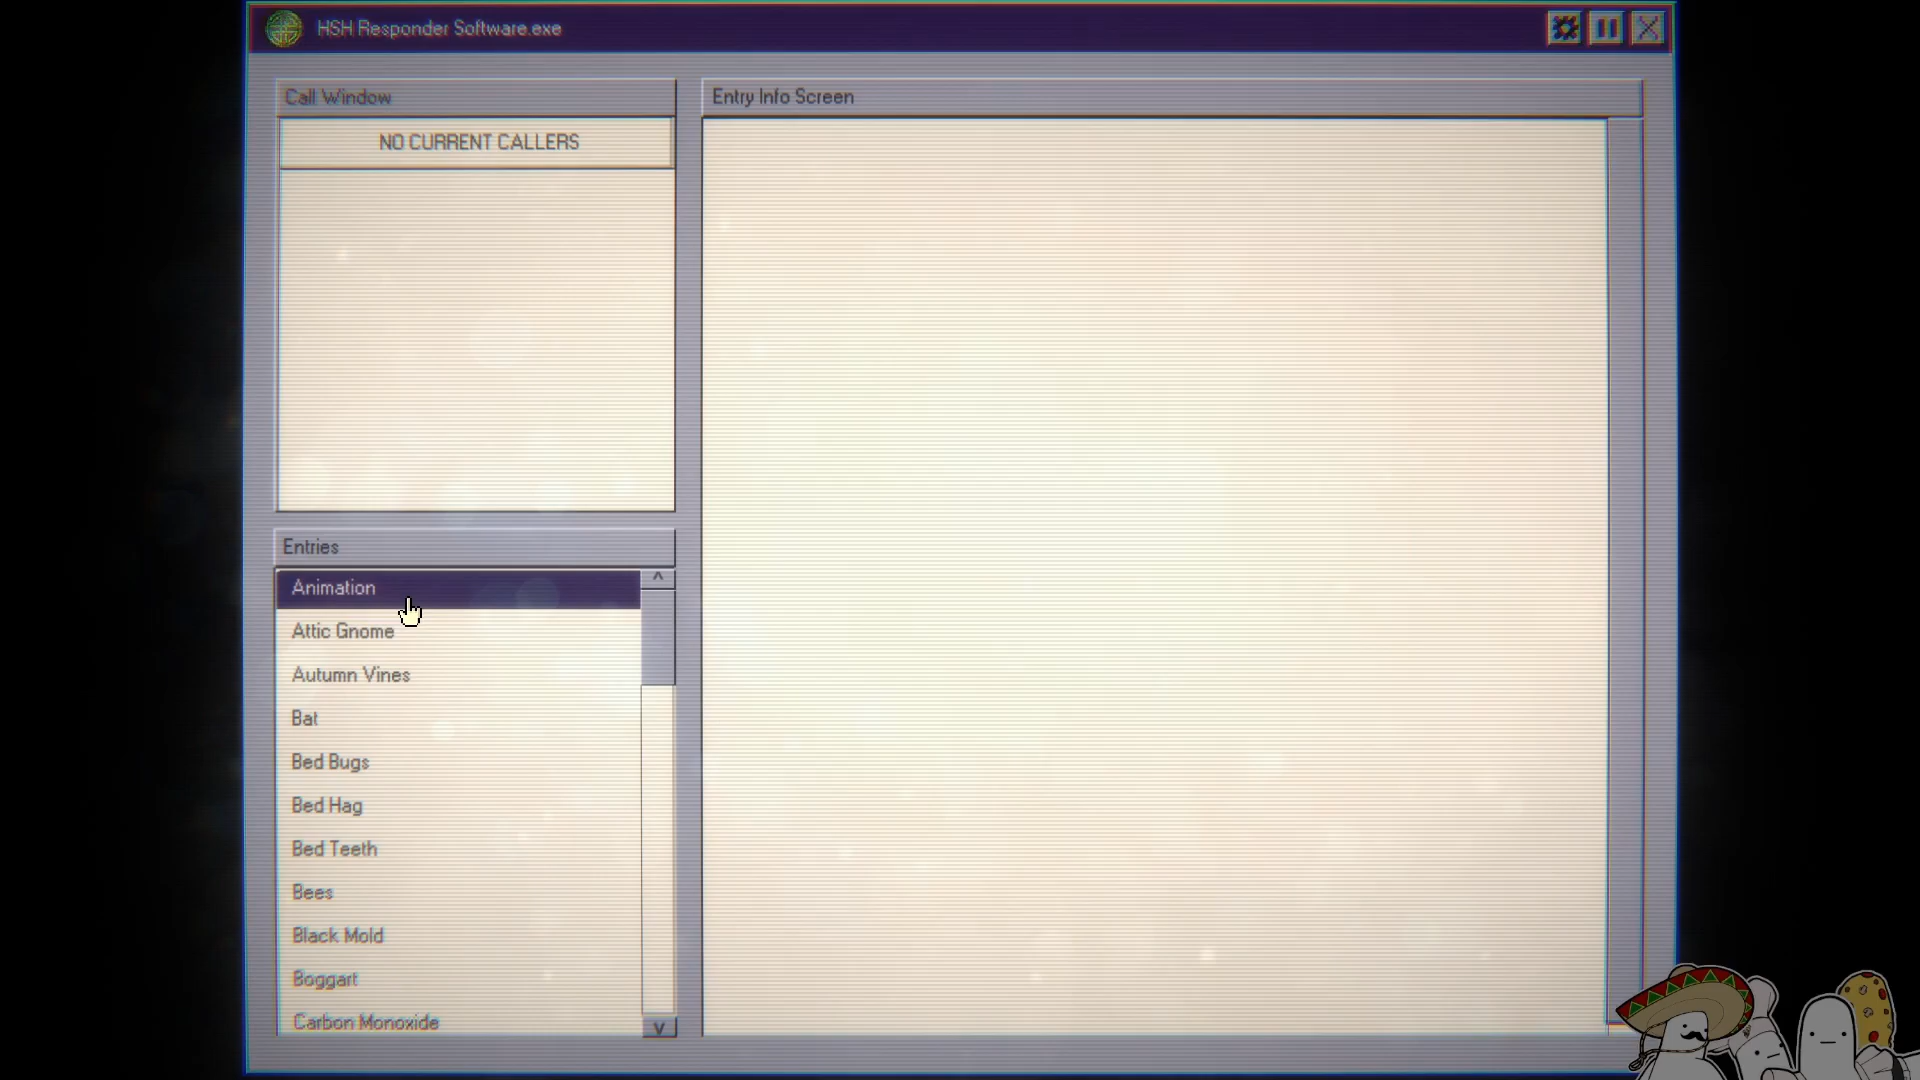 HSH Responder Software.exe
Call Window
NO CURRENT CALLERS
Entry Info Screen
Entries
Animation
Attic Gnome
Autumn Vines
Bat
Bed Bugs
Bed Hag
Bed Teeth
Bees
Black Mold
Boggart
Carbon Monoxide